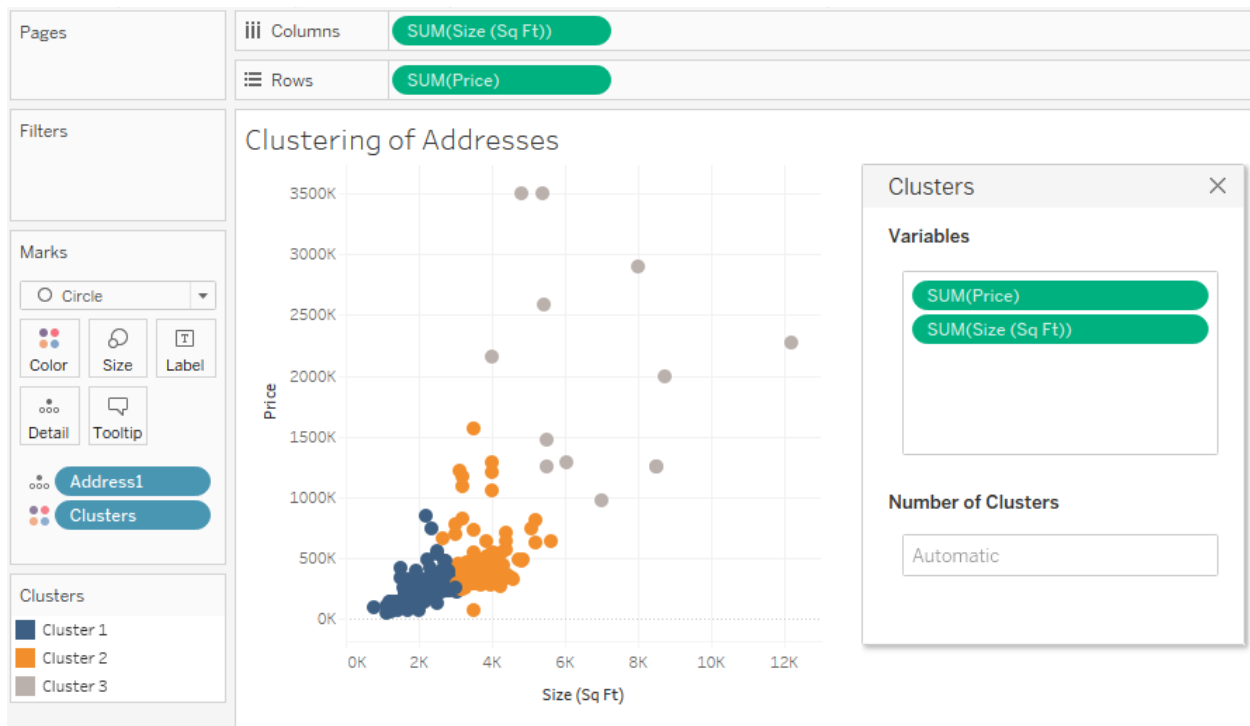 Pages
Columns
SUM(Size (Sq Ft))
Rows
SUM(Price)
Filters
Marks
Circle
Color
Size
T
Label
Detail
Tooltip
Address1
Clusters
Clusters
Cluster 1
Cluster 2
Cluster 3
Clustering of Addresses
Price
3500K
3000K
2500K
2000K
1500K
1000K
500K
0K
0K 2K 4K 6K 8K 10K 12K
Size (Sq Ft)
Clusters
Variables
SUM(Price)
SUM(Size (Sq Ft))
Number of Clusters
Automatic